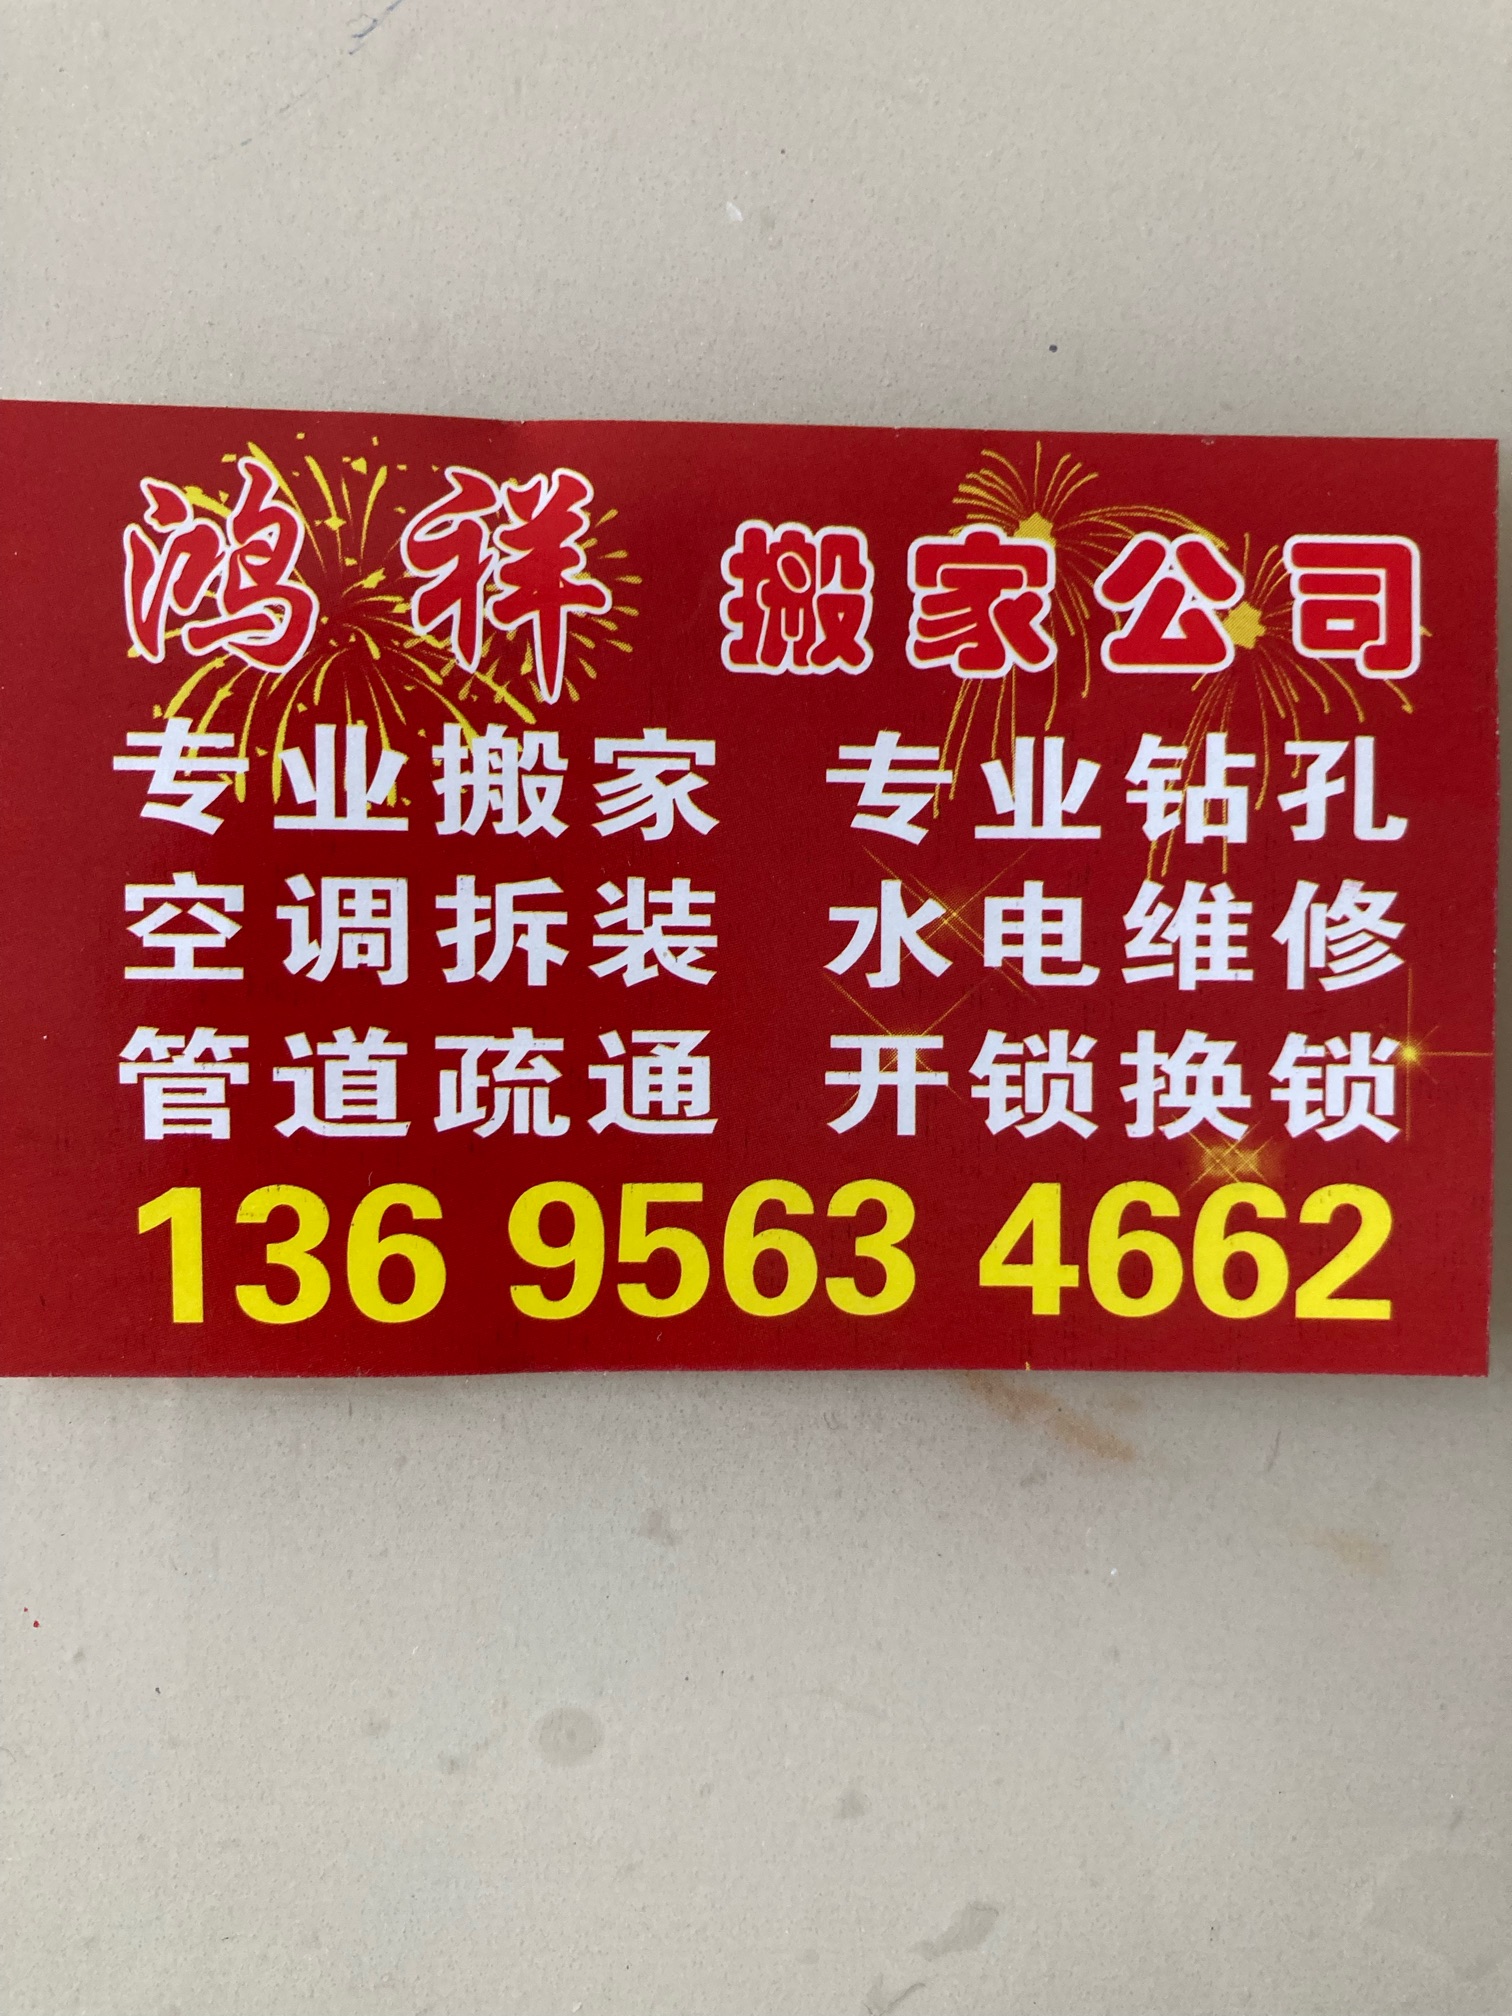 鸿祥 搬家公司
专业搬家 专业钻孔
空调拆装 水电维修
管道疏通 开锁换锁
136 9563 4662